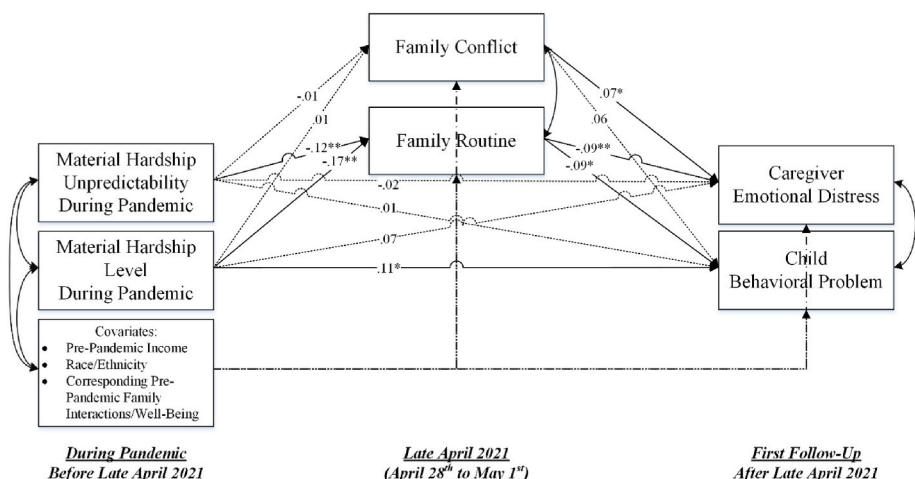 Family Conflict
Family Routine
Material Hardship
Unpredictability
During Pandemic
Material Hardship
Level
During Pandemic
Covariates:
• Pre-Pandemic Income
• Race/Ethnicity
• Corresponding Pre-
Pandemic Family
Interactions/Well-Being
-.01
.01
-.12**
-.17**
-.02
.01
.07
.11*
.07*
.06
-.09**
-.09*
Caregiver
Emotional Distress
Child
Behavioral Problem
During Pandemic
Before Late April 2021
Late April 2021
(April 28th to May 1st)
First Follow-Up
After Late April 2021